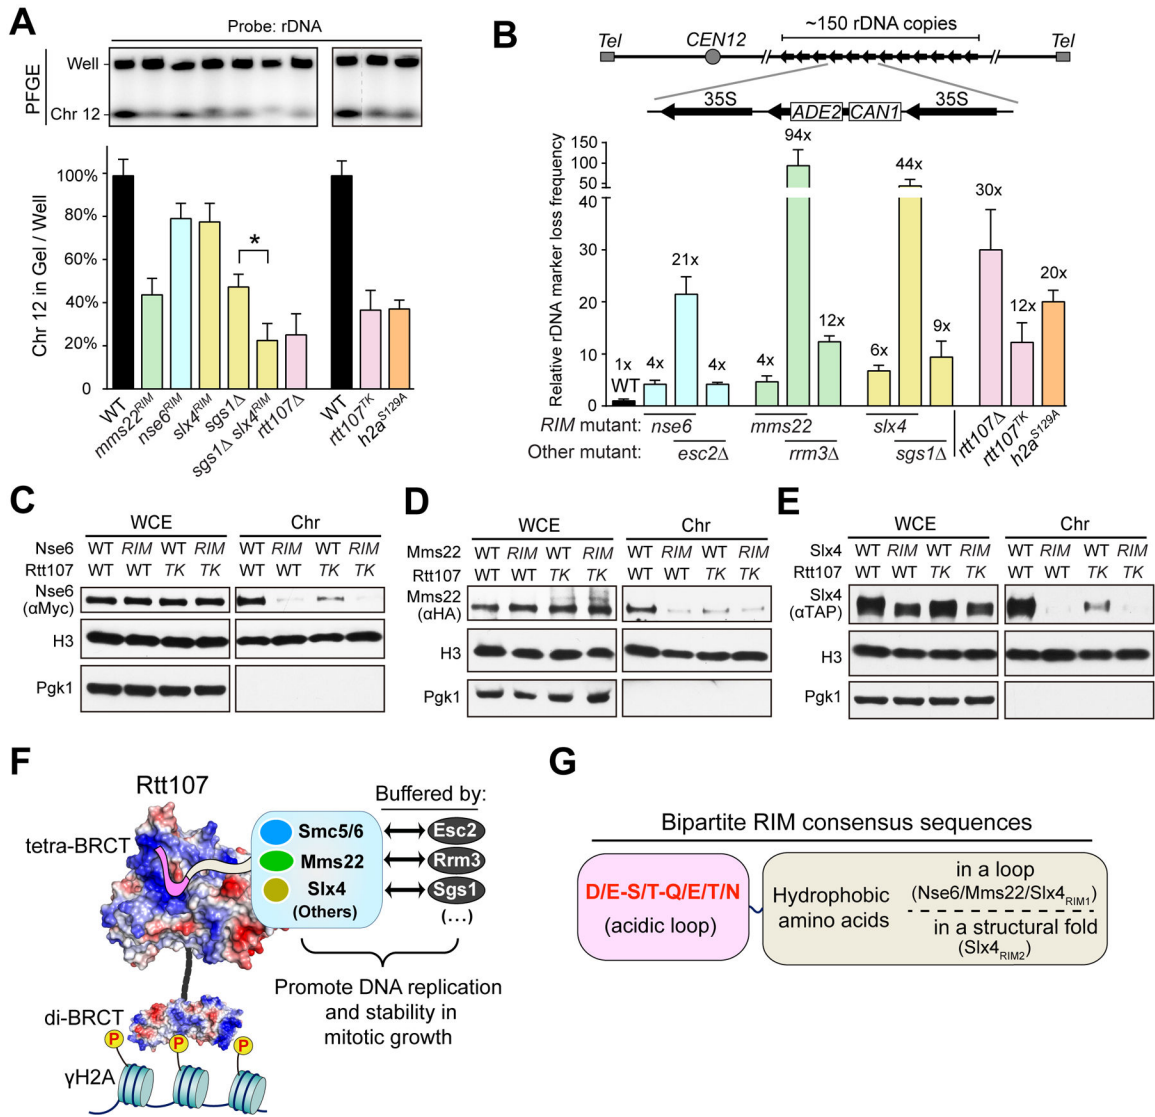 A
Probe: rDNA
PFGE
Well
Chr 12
Chr 12 in Gel / Well
100%
80%
60%
40%
20%
0
*
WT
mms22RIM
nse6RIM
slx4RIM
sgs1Δ
sgs1Δ slx4RIM
rtt107Δ
WT
rtt107TK
h2aS129A
B
~150 rDNA copies
Tel
CEN12
Tel
35S
ADE2
CAN1
35S
Relative rDNA marker loss frequency
150
100
50
30
20
10
0
1x
WT
4x
21x
4x
4x
94x
12x
6x
44x
9x
30x
12x
20x
RIM mutant: nse6 mms22 slx4
Other mutant: esc2Δ rrm3Δ sgs1Δ
rtt107Δ
rtt107TK
h2aS129A
C
WCE Chr
Nse6 WT RIM WT RIM WT RIM WT RIM
Rtt107 WT WT TK TK WT WT TK TK
Nse6
(αMyc)
H3
Pgk1
D
WCE Chr
Mms22 WT RIM WT RIM WT RIM WT RIM
Rtt107 WT WT TK TK WT WT TK TK
Mms22
(αHA)
H3
Pgk1
E
WCE Chr
Slx4 WT RIM WT RIM WT RIM WT RIM
Rtt107 WT WT TK TK WT WT TK TK
Slx4
(αTAP)
H3
Pgk1
F
Rtt107
tetra-BRCT
Buffered by:
Smc5/6 Esc2
Mms22 Rrm3
Slx4 Sgs1
(Others) (...)
Promote DNA replication
and stability in
mitotic growth
di-BRCT
P P P
γH2A
G
Bipartite RIM consensus sequences
D/E-S/T-Q/E/T/N
(acidic loop)
Hydrophobic
amino acids
in a loop
(Nse6/Mms22/Slx4RIM1)
in a structural fold
(Slx4RIM2)